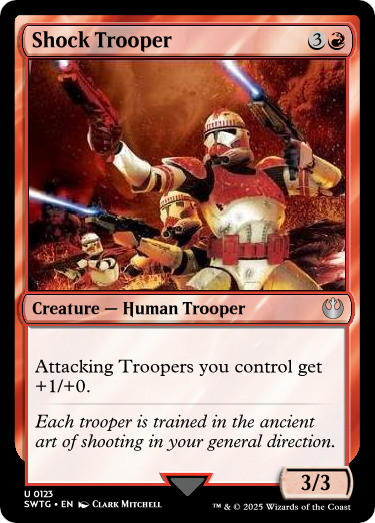 Shock Trooper 3
Creature — Human Trooper
Attacking Troopers you control get
+1/+0.
Each trooper is trained in the ancient
art of shooting in your general direction.
3/3
U 0123
SWTG • EN CLARK MITCHELL
™ & © 2025 Wizards of the Coast